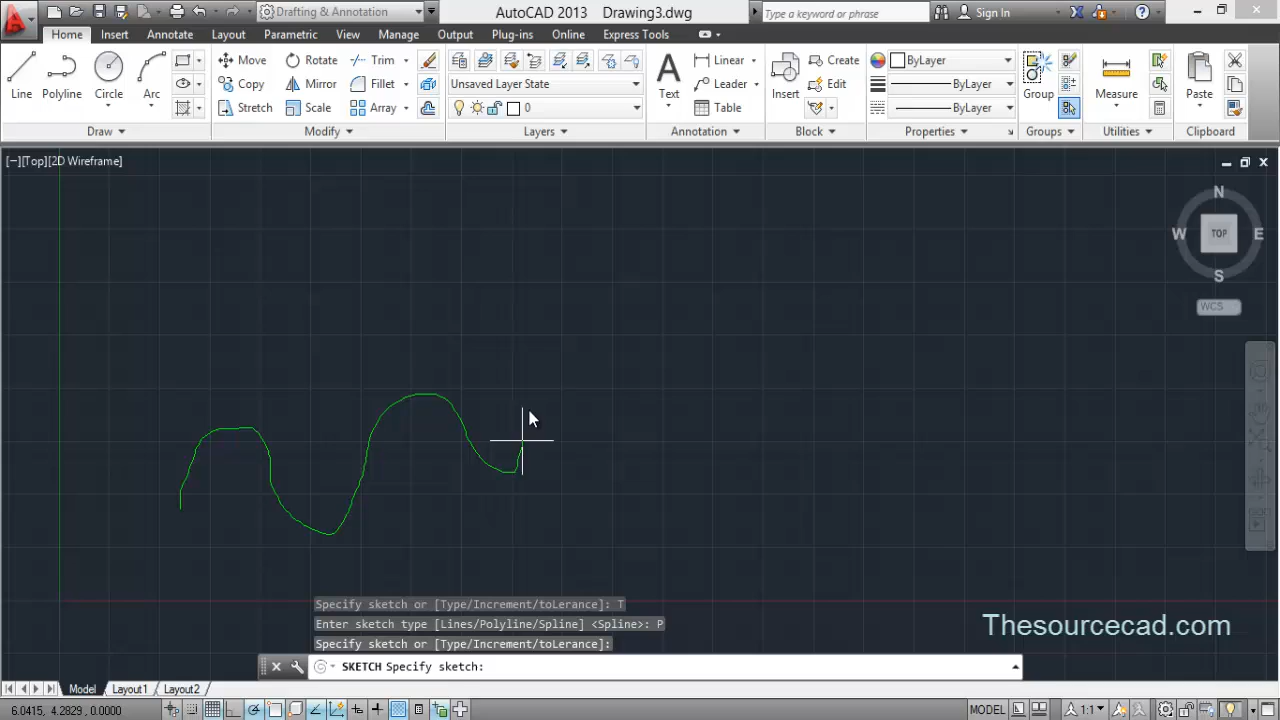 Drafting & Annotation
AutoCAD 2013 Drawing3.dwg
Type a keyword or phrase
Sign In
Home Insert Annotate Layout Parametric View Manage Output Plug-ins Online Express Tools
Line Polyline Circle Arc
Move Rotate Trim
Copy Mirror Fillet
Stretch Scale Array
Unsaved Layer State
0
Text
Linear
Leader
Table
Insert
Create
Edit
ByLayer
ByLayer
ByLayer
Group
Measure
Paste
Draw Modify Layers Annotation Block Properties Groups Utilities Clipboard
[−][Top][2D Wireframe]
N
W TOP E
S
WCS
Specify sketch or [Type/Increment/toLerance]: T
Enter sketch type [Lines/Polyline/Spline] <Spline>: P
Specify sketch or [Type/Increment/toLerance]:
Thesourcecad.com
SKETCH Specify sketch:
Model Layout1 Layout2
6.0415, 4.2829, 0.0000
MODEL 1:1